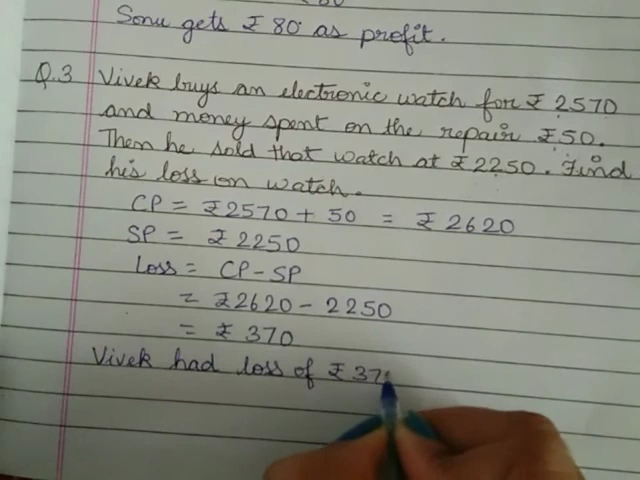 Sonu gets ₹ 80 as profit.
Q.3 Vivek buys an electronic watch for ₹ 2570
and money spent on the repair ₹ 50.
Then he sold that watch at ₹ 2250. Find
his loss on watch.
CP = ₹ 2570 + 50 = ₹ 2620
SP = ₹ 2250
Loss = CP - SP
= ₹ 2620 - 2250
= ₹ 370
Vivek had loss of ₹ 37